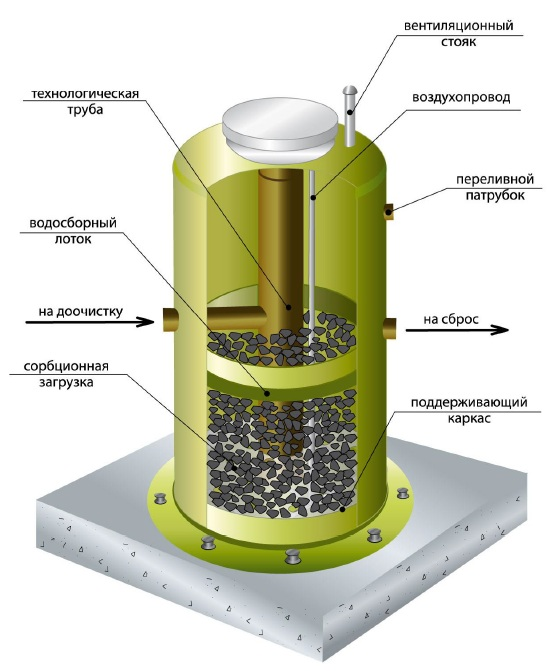 вентиляционный
стояк
технологическая
труба
воздухопровод
переливной
патрубок
водосборный
лоток
на доочистку
на сброс
сорбционная
загрузка
поддерживающий
каркас